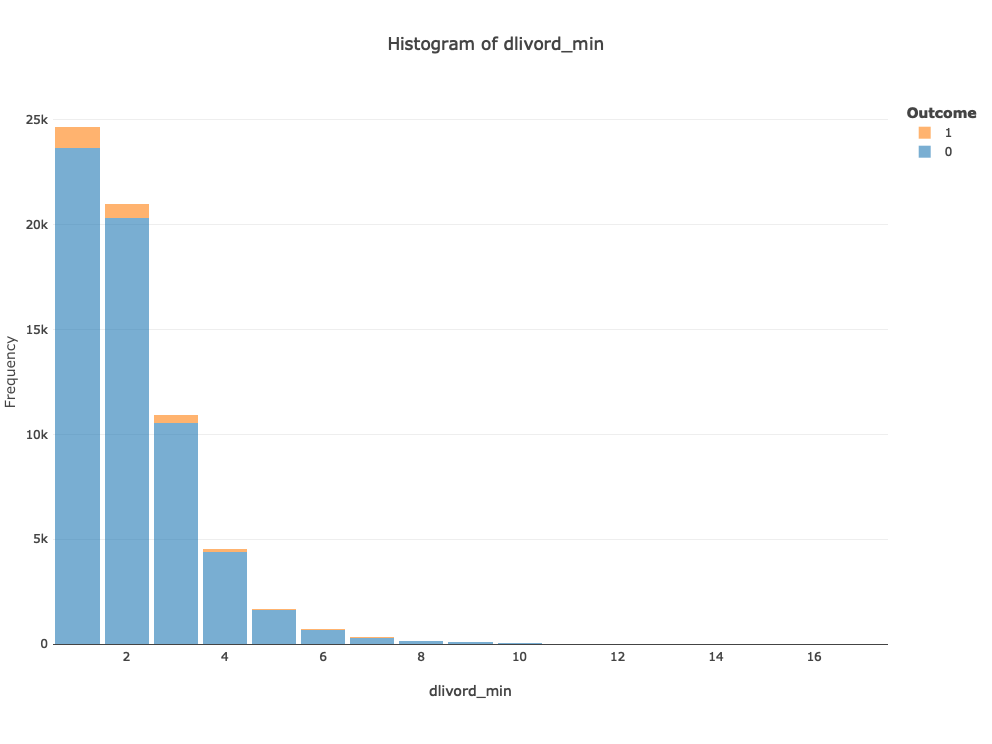 Histogram of dlivord_min
Outcome
1
0
25k
20k
15k
10k
5k
0
Frequency
2 4 6 8 10 12 14 16
dlivord_min